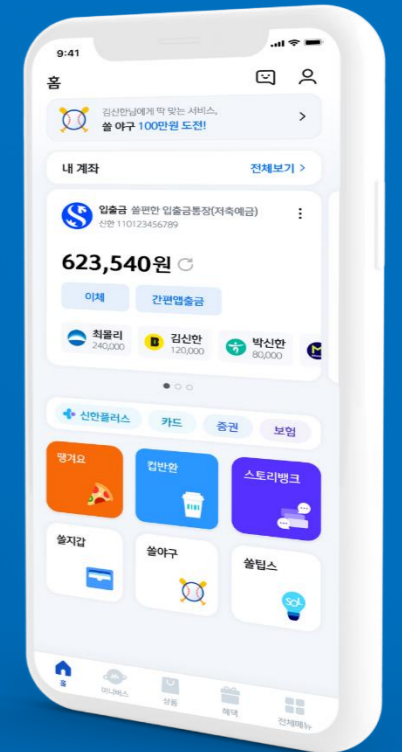 9:41
홈
김신한님에게 딱 맞는 서비스,
쏠 야구 100만원 도전!
내 계좌
전체보기 >
입출금 쏠편한 입출금통장(저축예금)
신한 110123456789
623,540원
이체
간편앱출금
최몰리
240,000
김신한
120,000
박신한
80,000
신한플러스
카드
증권
보험
땡겨요
컵반환
스토리뱅크
쏠지갑
쏠야구
쏠팁스
SOL
홈
상품
혜택
전체메뉴